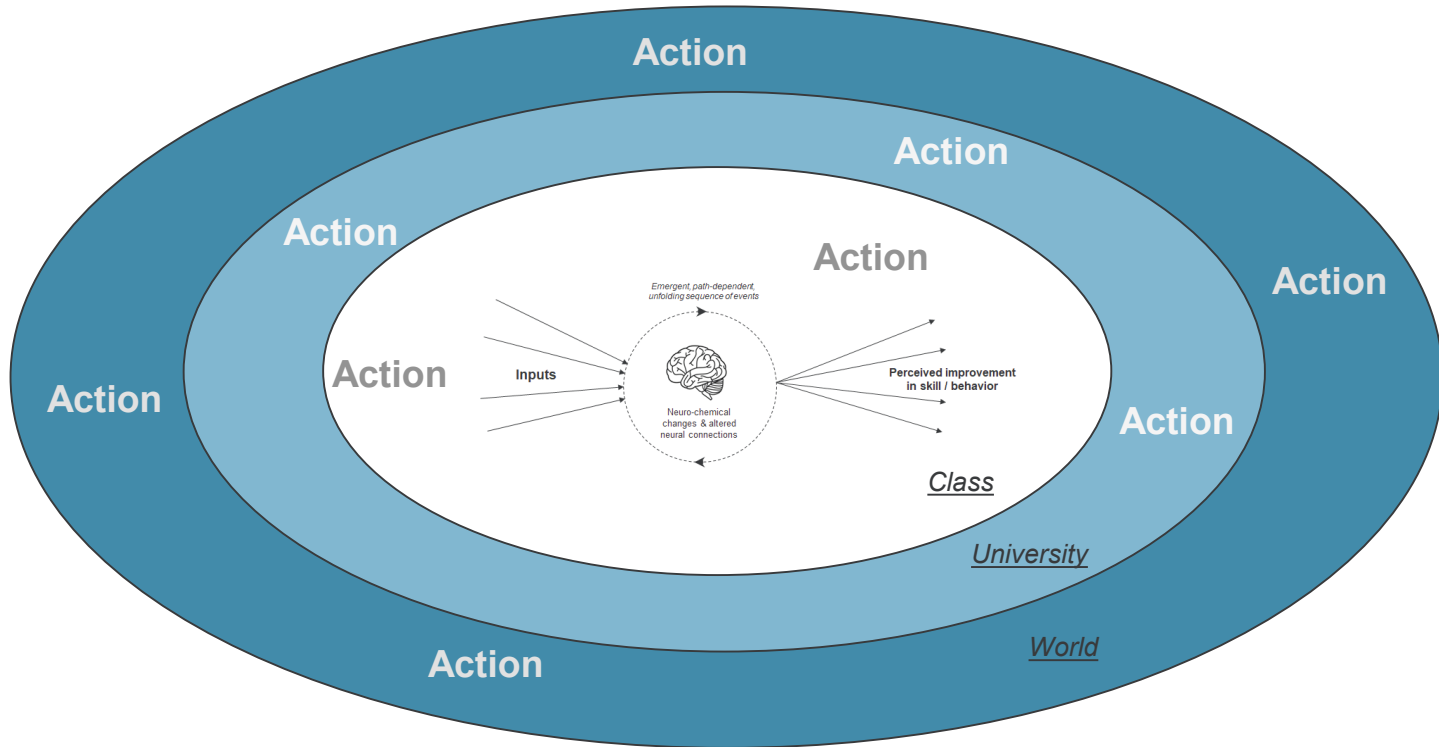 Action
Action
Action
Action
Emergent, path-dependent,
unfolding sequence of events
Action
Action
Inputs
Perceived improvement
in skill / behavior
Action
Neuro-chemical
changes & altered
neural connections
Action
Class
University
World
Action